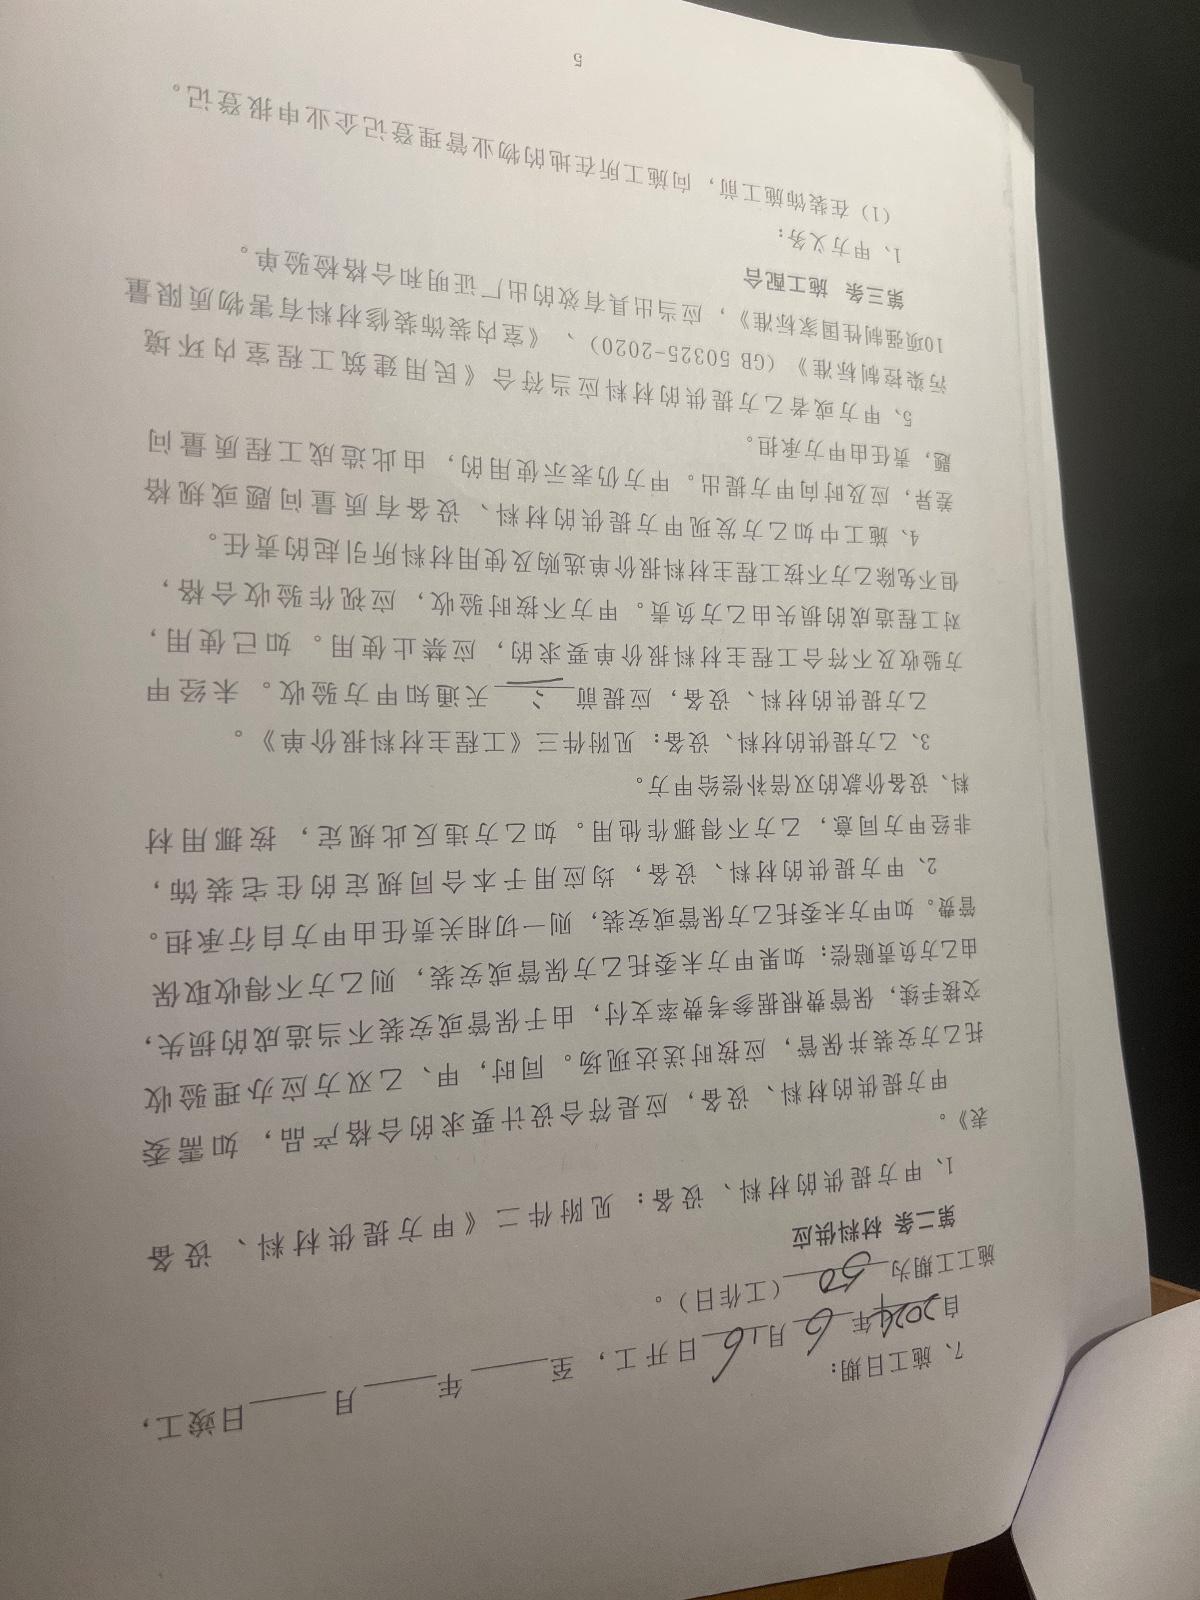 7、施工日期：
自2024年6月16日开工，至____年____月____日竣工，
施工工期为50（工作日）。
第二条 材料供应
1、甲方提供的材料、设备：见附件二《甲方提供材料、设备
表》。
甲方提供的材料、设备，应是符合设计要求的合格产品，如需委
托乙方安装并保管，应按时送达现场。同时，甲、乙双方应办理验收
交接手续，保管费根据参考费率支付，由于保管或安装不当造成的损失，
由乙方负责赔偿；如果甲方未委托乙方保管或安装，则乙方不得收取保
管费。如甲方未委托乙方保管或安装，则一切相关责任由甲方自行承担。
2、甲方提供的材料、设备，均应用于本合同规定的住宅装饰，
非经甲方同意，乙方不得挪作他用。如乙方违反此规定，按挪用材
料、设备价款的双倍补偿给甲方。
3、乙方提供的材料、设备：见附件三《工程主材料报价单》。
乙方提供的材料、设备，应提前____天通知甲方验收。未经甲
方验收及不符合工程主材料报价单要求的，应禁止使用。如已使用，
对工程造成的损失由乙方负责。甲方不按时验收，应视作验收合格，
但不免除乙方不按工程主材料报价单选购及使用材料所引起的责任。
4、施工中如乙方发现甲方提供的材料、设备有质量问题或规格
差异，应及时向甲方提出。甲方仍表示使用的，由此造成工程质量问
题，责任由甲方承担。
5、甲方或者乙方提供的材料应当符合《民用建筑工程室内环境
污染控制标准》（GB 50325-2020）、《室内装饰装修材料有害物质限量
10项强制性国家标准》，应当出具有效的出厂证明和合格检验单。
第三条 施工配合
1、甲方义务：
（1）在装饰施工前，向施工所在地的物业管理登记企业申报登记。
5